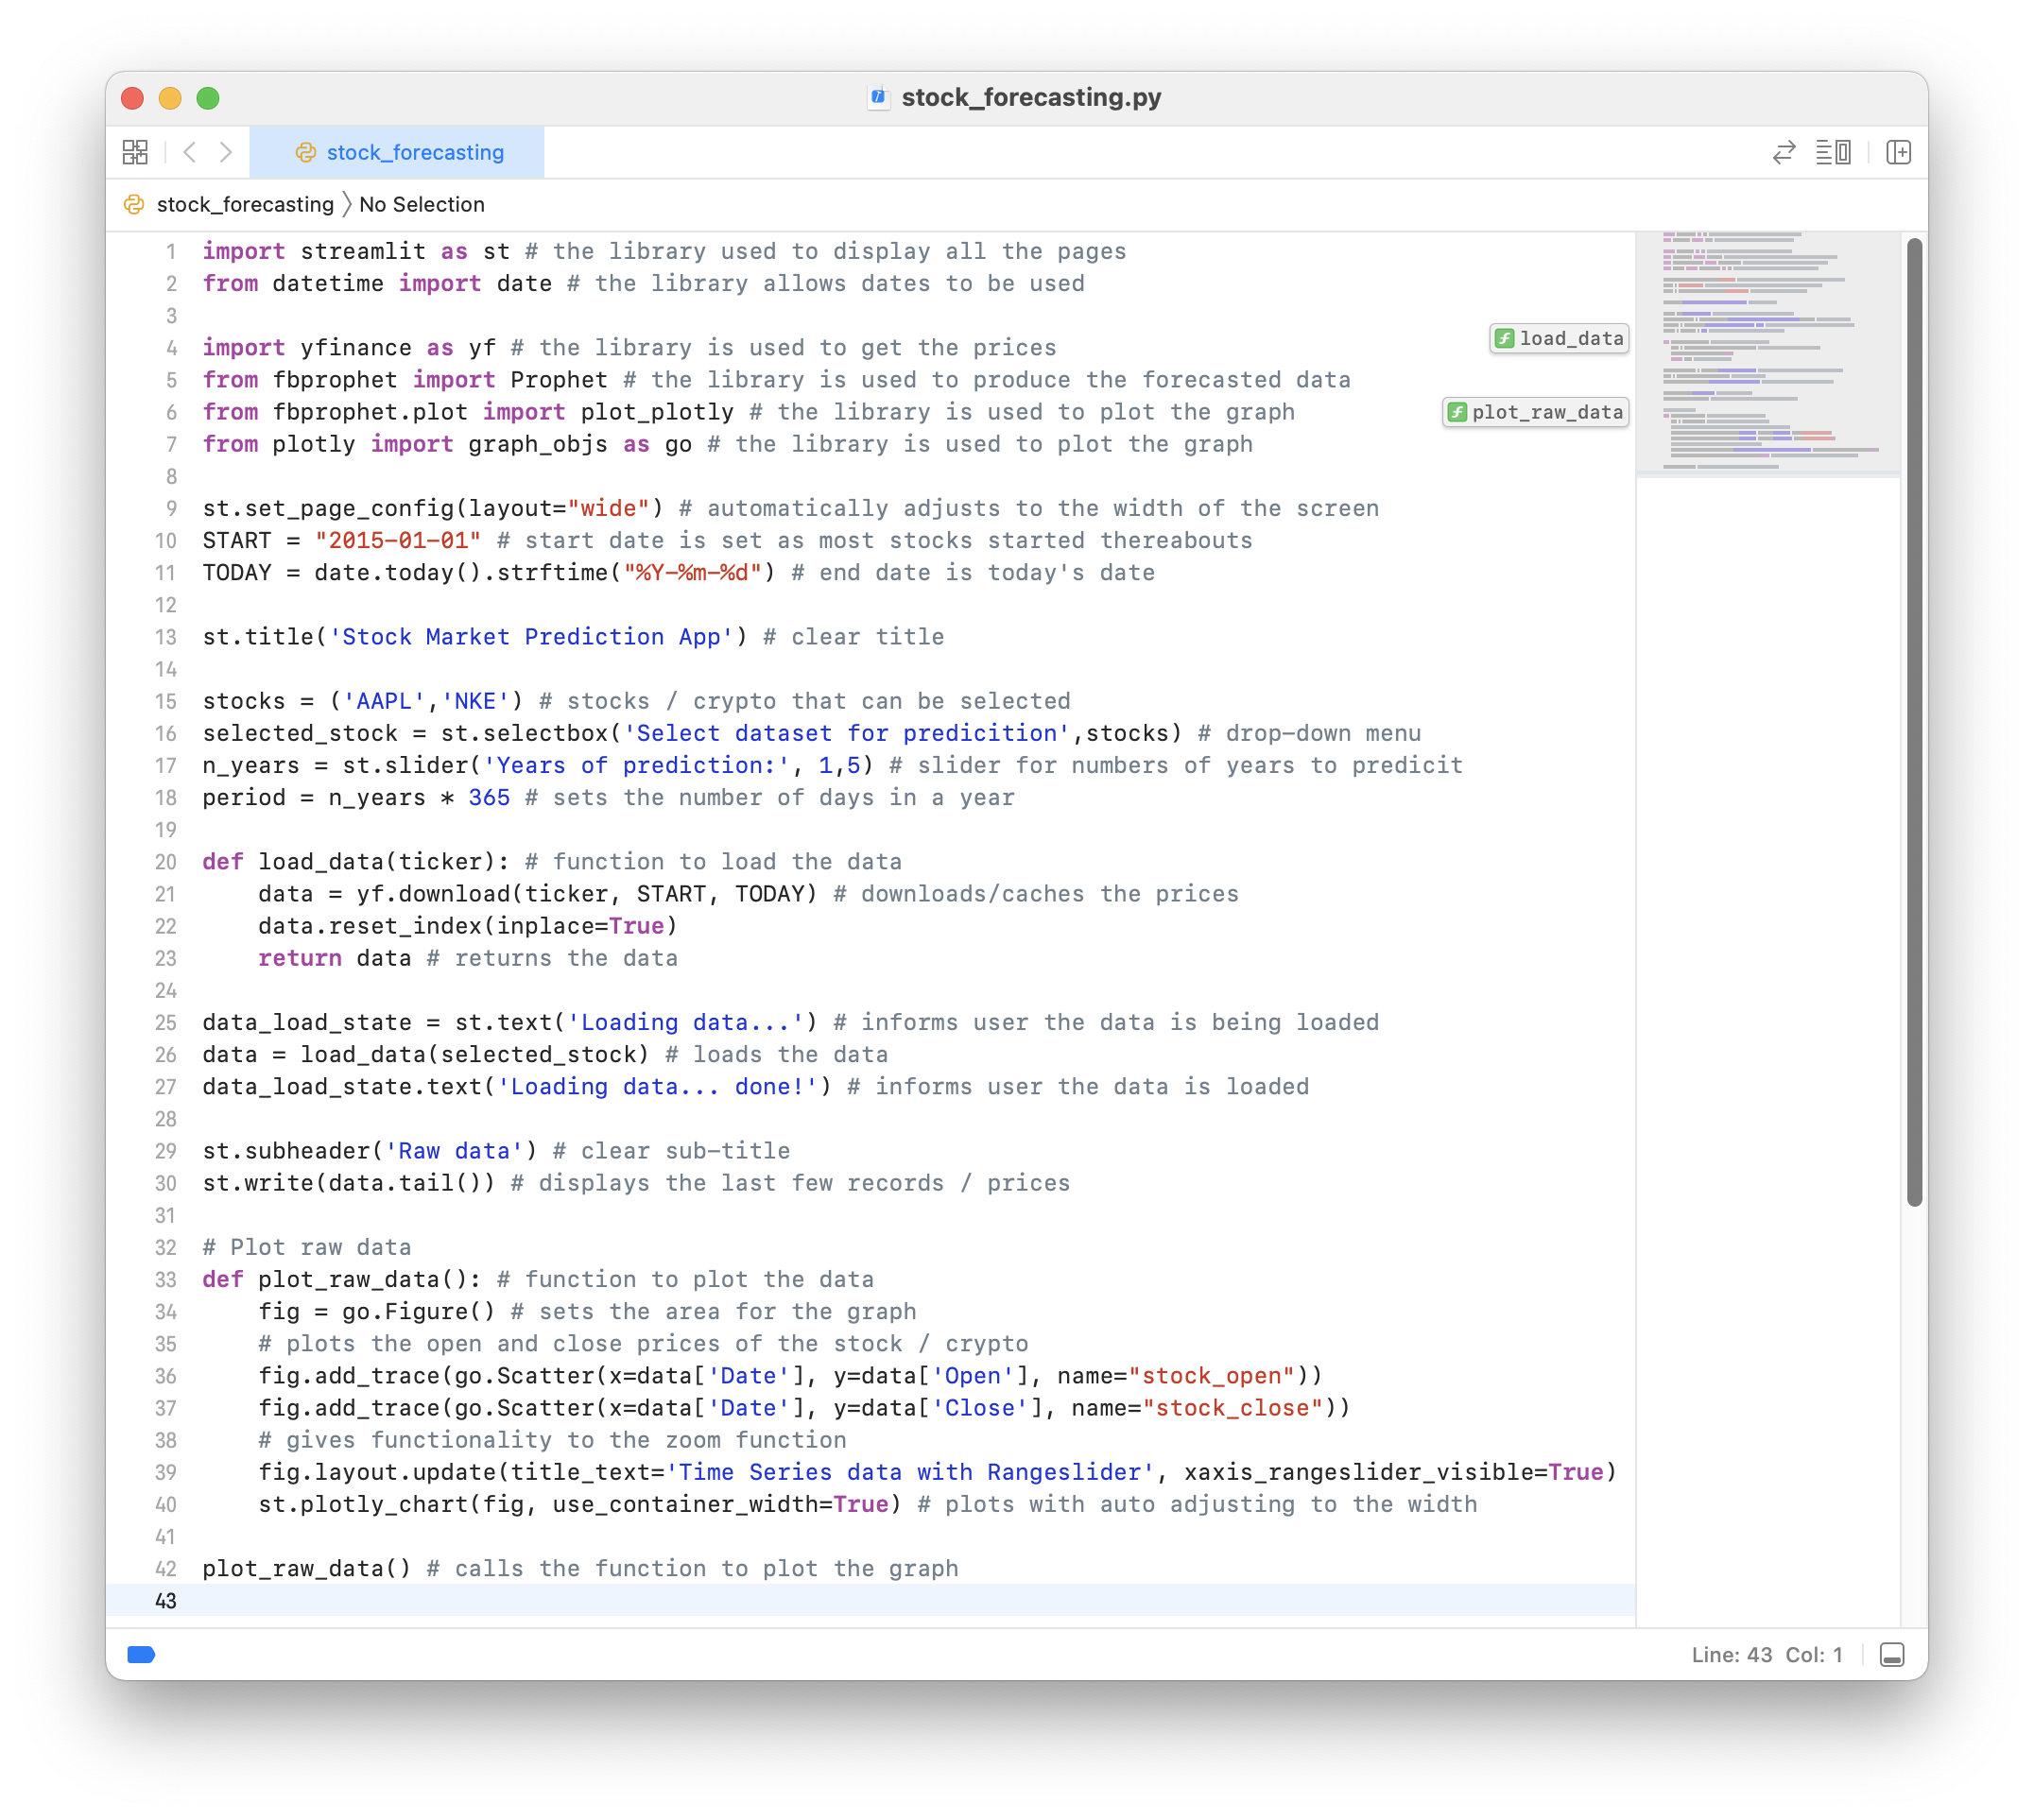 stock_forecasting.py
stock_forecasting
stock_forecasting 〉 No Selection
1 import streamlit as st # the library used to display all the pages
2 from datetime import date # the library allows dates to be used
3
4 import yfinance as yf # the library is used to get the prices
5 from fbprophet import Prophet # the library is used to produce the forecasted data
6 from fbprophet.plot import plot_plotly # the library is used to plot the graph
7 from plotly import graph_objs as go # the library is used to plot the graph
8
9 st.set_page_config(layout="wide") # automatically adjusts to the width of the screen
10 START = "2015-01-01" # start date is set as most stocks started thereabouts
11 TODAY = date.today().strftime("%Y-%m-%d") # end date is today's date
12
13 st.title('Stock Market Prediction App') # clear title
14
15 stocks = ('AAPL','NKE') # stocks / crypto that can be selected
16 selected_stock = st.selectbox('Select dataset for predicition',stocks) # drop-down menu
17 n_years = st.slider('Years of prediction:', 1,5) # slider for numbers of years to predicit
18 period = n_years * 365 # sets the number of days in a year
19
20 def load_data(ticker): # function to load the data
21     data = yf.download(ticker, START, TODAY) # downloads/caches the prices
22     data.reset_index(inplace=True)
23     return data # returns the data
24
25 data_load_state = st.text('Loading data...') # informs user the data is being loaded
26 data = load_data(selected_stock) # loads the data
27 data_load_state.text('Loading data... done!') # informs user the data is loaded
28
29 st.subheader('Raw data') # clear sub-title
30 st.write(data.tail()) # displays the last few records / prices
31
32 # Plot raw data
33 def plot_raw_data(): # function to plot the data
34     fig = go.Figure() # sets the area for the graph
35     # plots the open and close prices of the stock / crypto
36     fig.add_trace(go.Scatter(x=data['Date'], y=data['Open'], name="stock_open"))
37     fig.add_trace(go.Scatter(x=data['Date'], y=data['Close'], name="stock_close"))
38     # gives functionality to the zoom function
39     fig.layout.update(title_text='Time Series data with Rangeslider', xaxis_rangeslider_visible=True)
40     st.plotly_chart(fig, use_container_width=True) # plots with auto adjusting to the width
41
42 plot_raw_data() # calls the function to plot the graph
43
load_data
plot_raw_data
Line: 43 Col: 1